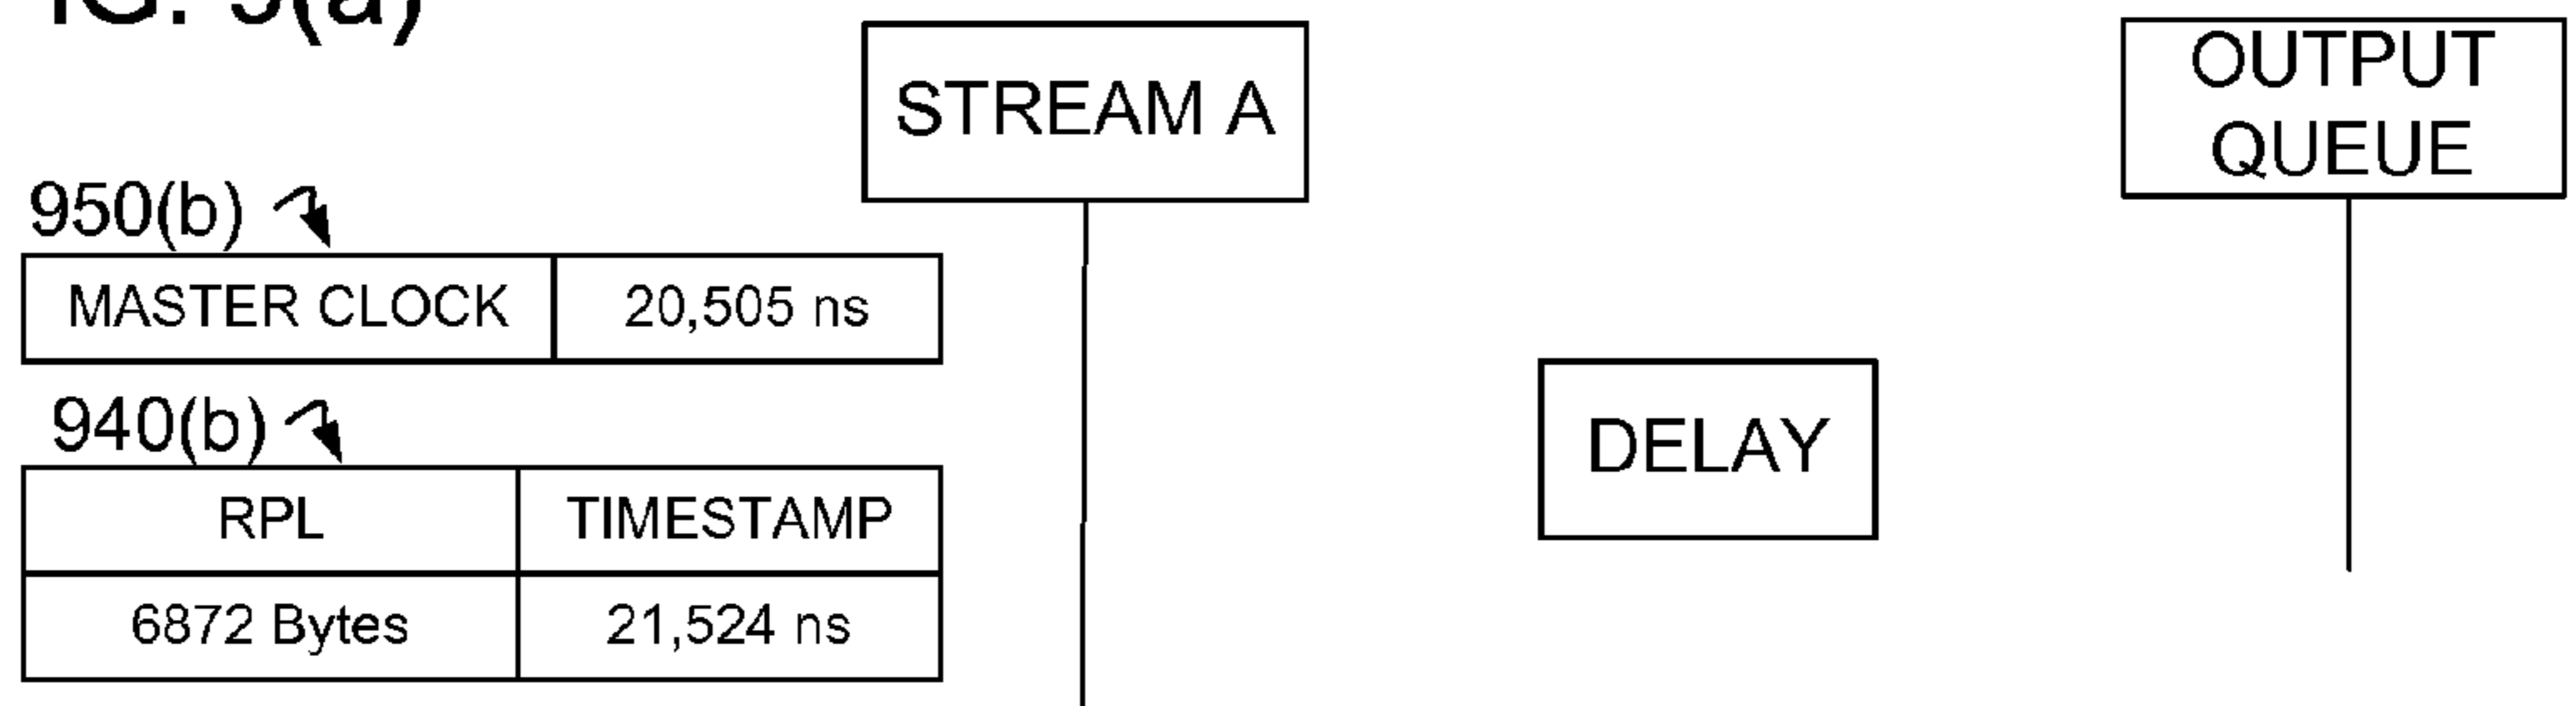 STREAM A
OUTPUT
QUEUE
950(b)
MASTER CLOCK 20,505 ns
DELAY
940(b)
RPL TIMESTAMP
6872 Bytes 21,524 ns